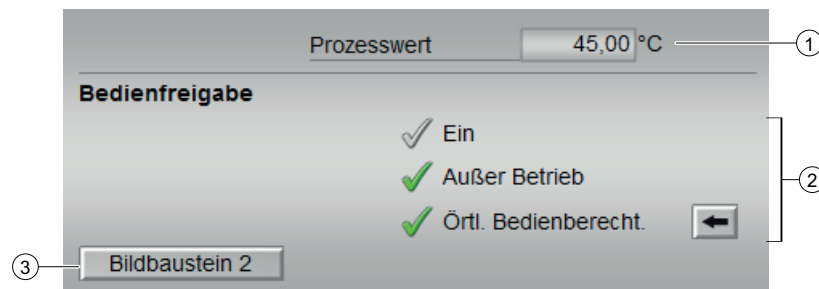 Prozesswert 45,00 °C 1
Bedienfreigabe
Ein
Außer Betrieb
2
Örtl. Bedienberecht.
3 Bildbaustein 2